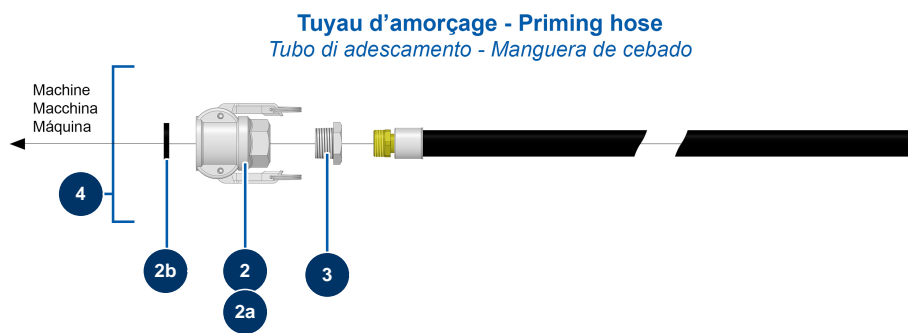 Tuyau d’amorçage - Priming hose
Tubo di adescamento - Manguera de cebado
Machine
Macchina
Máquina
4
2b
2
2a
3